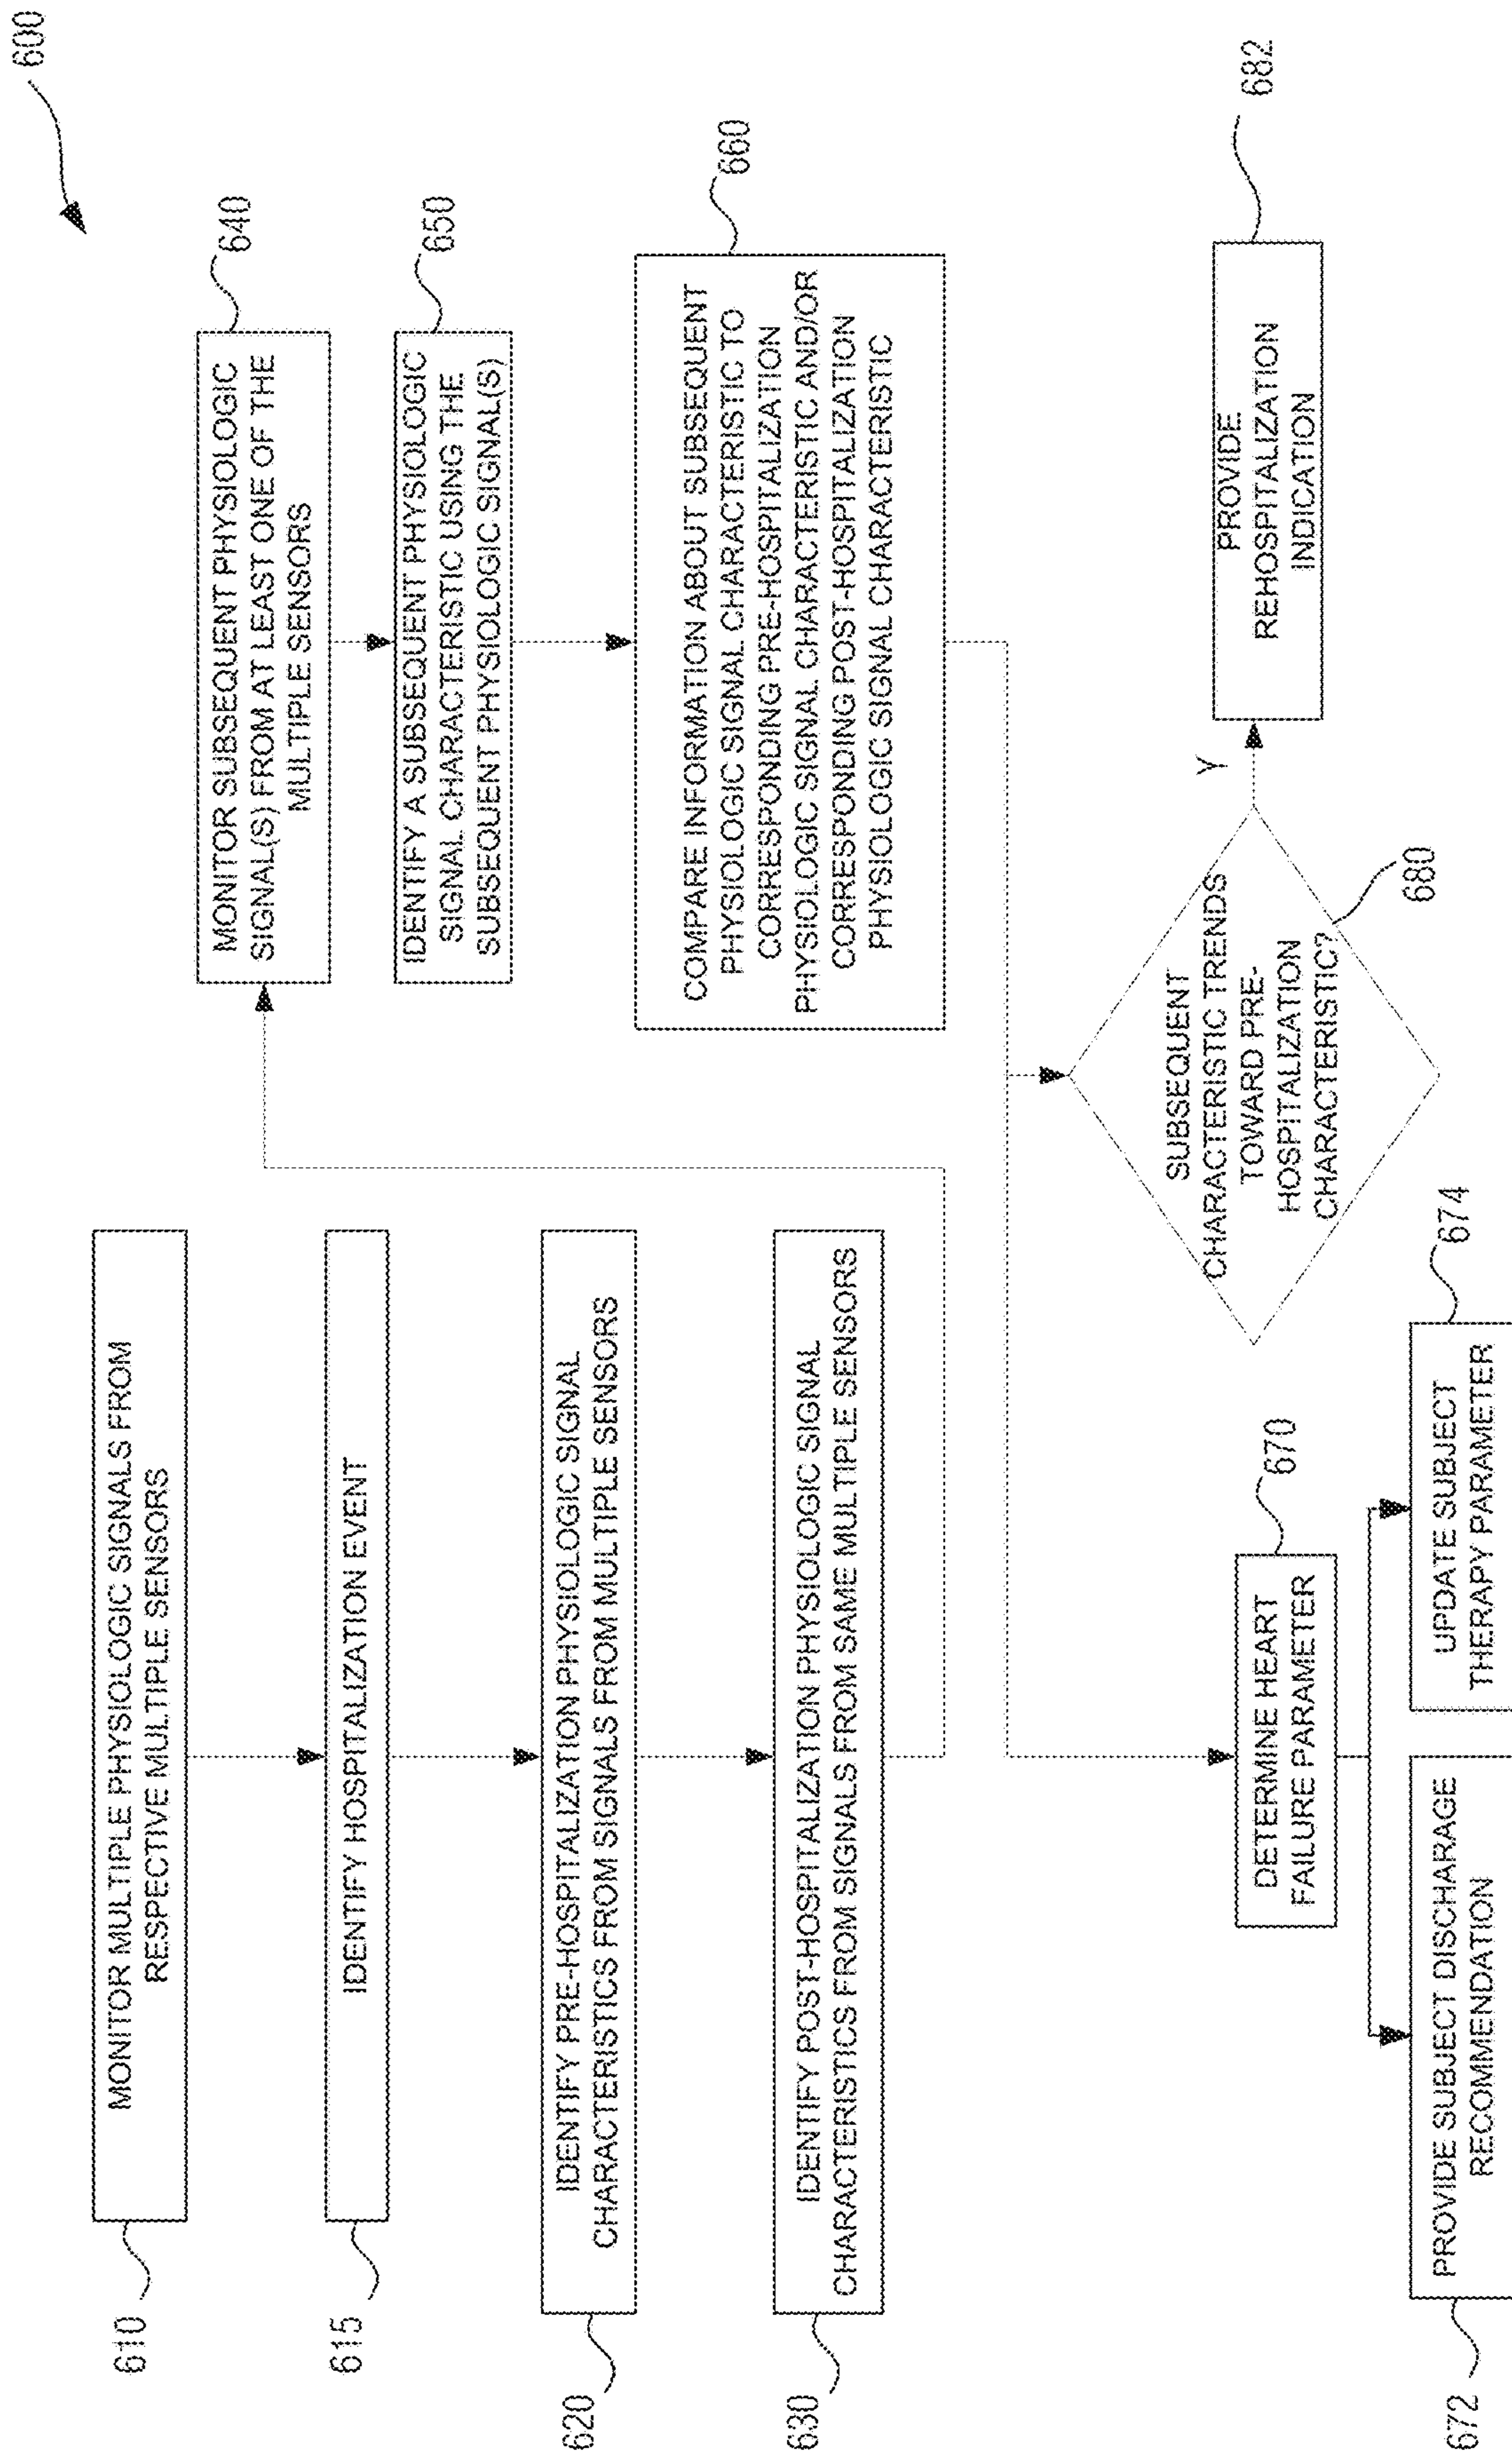 600
610
MONITOR MULTIPLE PHYSIOLOGIC SIGNALS FROM
RESPECTIVE MULTIPLE SENSORS
615
IDENTIFY HOSPITALIZATION EVENT
620
IDENTIFY PRE-HOSPITALIZATION PHYSIOLOGIC SIGNAL
CHARACTERISTICS FROM SIGNALS FROM MULTIPLE SENSORS
630
IDENTIFY POST-HOSPITALIZATION PHYSIOLOGIC SIGNAL
CHARACTERISTICS FROM SIGNALS FROM SAME MULTIPLE SENSORS
640
MONITOR SUBSEQUENT PHYSIOLOGIC
SIGNAL(S) FROM AT LEAST ONE OF THE
MULTIPLE SENSORS
650
IDENTIFY A SUBSEQUENT PHYSIOLOGIC
SIGNAL CHARACTERISTIC USING THE
SUBSEQUENT PHYSIOLOGIC SIGNAL(S)
660
COMPARE INFORMATION ABOUT SUBSEQUENT
PHYSIOLOGIC SIGNAL CHARACTERISTIC TO
CORRESPONDING PRE-HOSPITALIZATION
PHYSIOLOGIC SIGNAL CHARACTERISTIC AND/OR
CORRESPONDING POST-HOSPITALIZATION
PHYSIOLOGIC SIGNAL CHARACTERISTIC
670
DETERMINE HEART
FAILURE PARAMETER
672
PROVIDE SUBJECT DISCHARAGE
RECOMMENDATION
674
UPDATE SUBJECT
THERAPY PARAMETER
680
SUBSEQUENT
CHARACTERISTIC TRENDS
TOWARD PRE-
HOSPITALIZATION
CHARACTERISTIC?
Y
682
PROVIDE
REHOSPITALIZATION
INDICATION